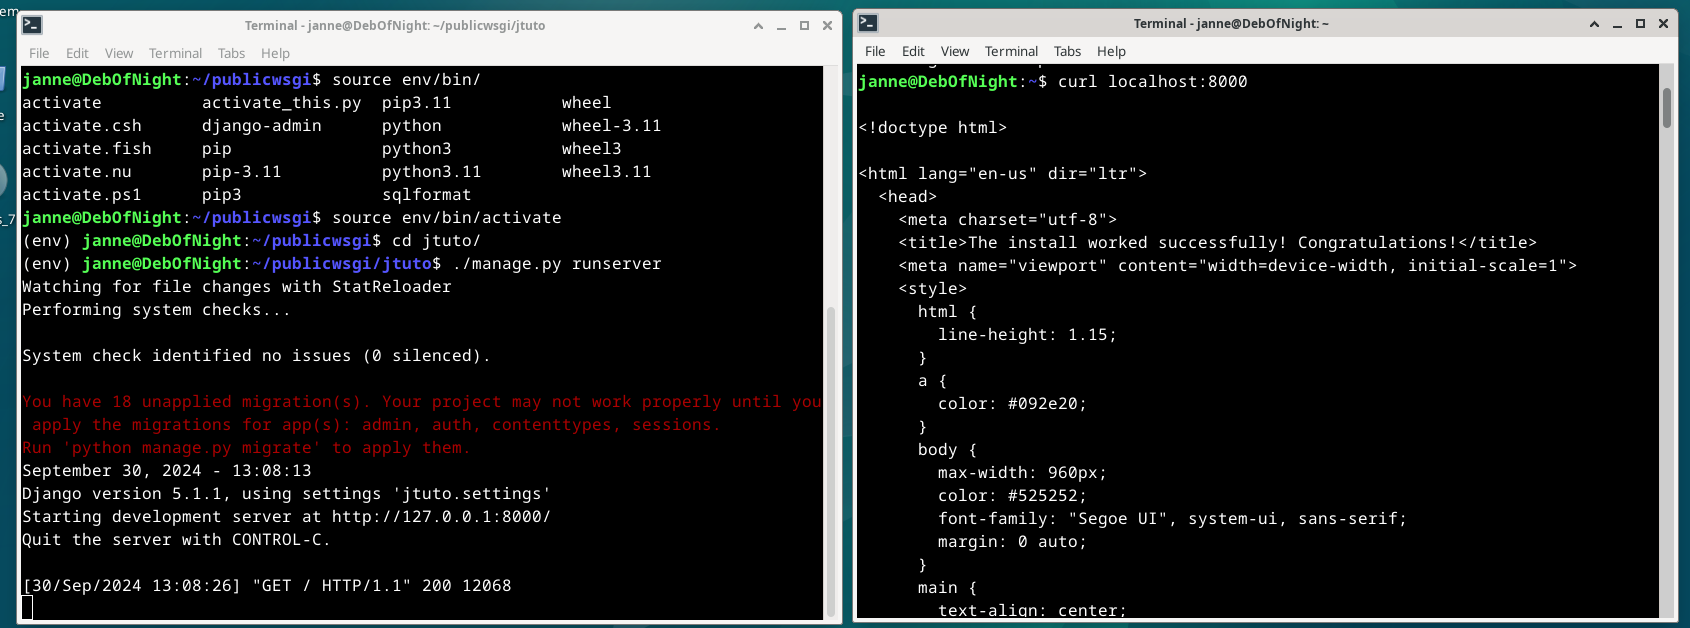 em
e
s_7
Terminal - janne@DebOfNight: ~/publicwsgi/jtuto
File Edit View Terminal Tabs Help
janne@DebOfNight:~/publicwsgi$ source env/bin/
activate activate_this.py pip3.11 wheel
activate.csh django-admin python wheel-3.11
activate.fish pip python3 wheel3
activate.nu pip-3.11 python3.11 wheel3.11
activate.ps1 pip3 sqlformat
janne@DebOfNight:~/publicwsgi$ source env/bin/activate
(env) janne@DebOfNight:~/publicwsgi$ cd jtuto/
(env) janne@DebOfNight:~/publicwsgi/jtuto$ ./manage.py runserver
Watching for file changes with StatReloader
Performing system checks...
System check identified no issues (0 silenced).
You have 18 unapplied migration(s). Your project may not work properly until you
apply the migrations for app(s): admin, auth, contenttypes, sessions.
Run 'python manage.py migrate' to apply them.
September 30, 2024 - 13:08:13
Django version 5.1.1, using settings 'jtuto.settings'
Starting development server at http://127.0.0.1:8000/
Quit the server with CONTROL-C.
[30/Sep/2024 13:08:26] "GET / HTTP/1.1" 200 12068
Terminal - janne@DebOfNight: ~
File Edit View Terminal Tabs Help
janne@DebOfNight:~$ curl localhost:8000
<!doctype html>
<html lang="en-us" dir="ltr">
<head>
<meta charset="utf-8">
<title>The install worked successfully! Congratulations!</title>
<meta name="viewport" content="width=device-width, initial-scale=1">
<style>
html {
line-height: 1.15;
}
a {
color: #092e20;
}
body {
max-width: 960px;
color: #525252;
font-family: "Segoe UI", system-ui, sans-serif;
margin: 0 auto;
}
main {
text-align: center;